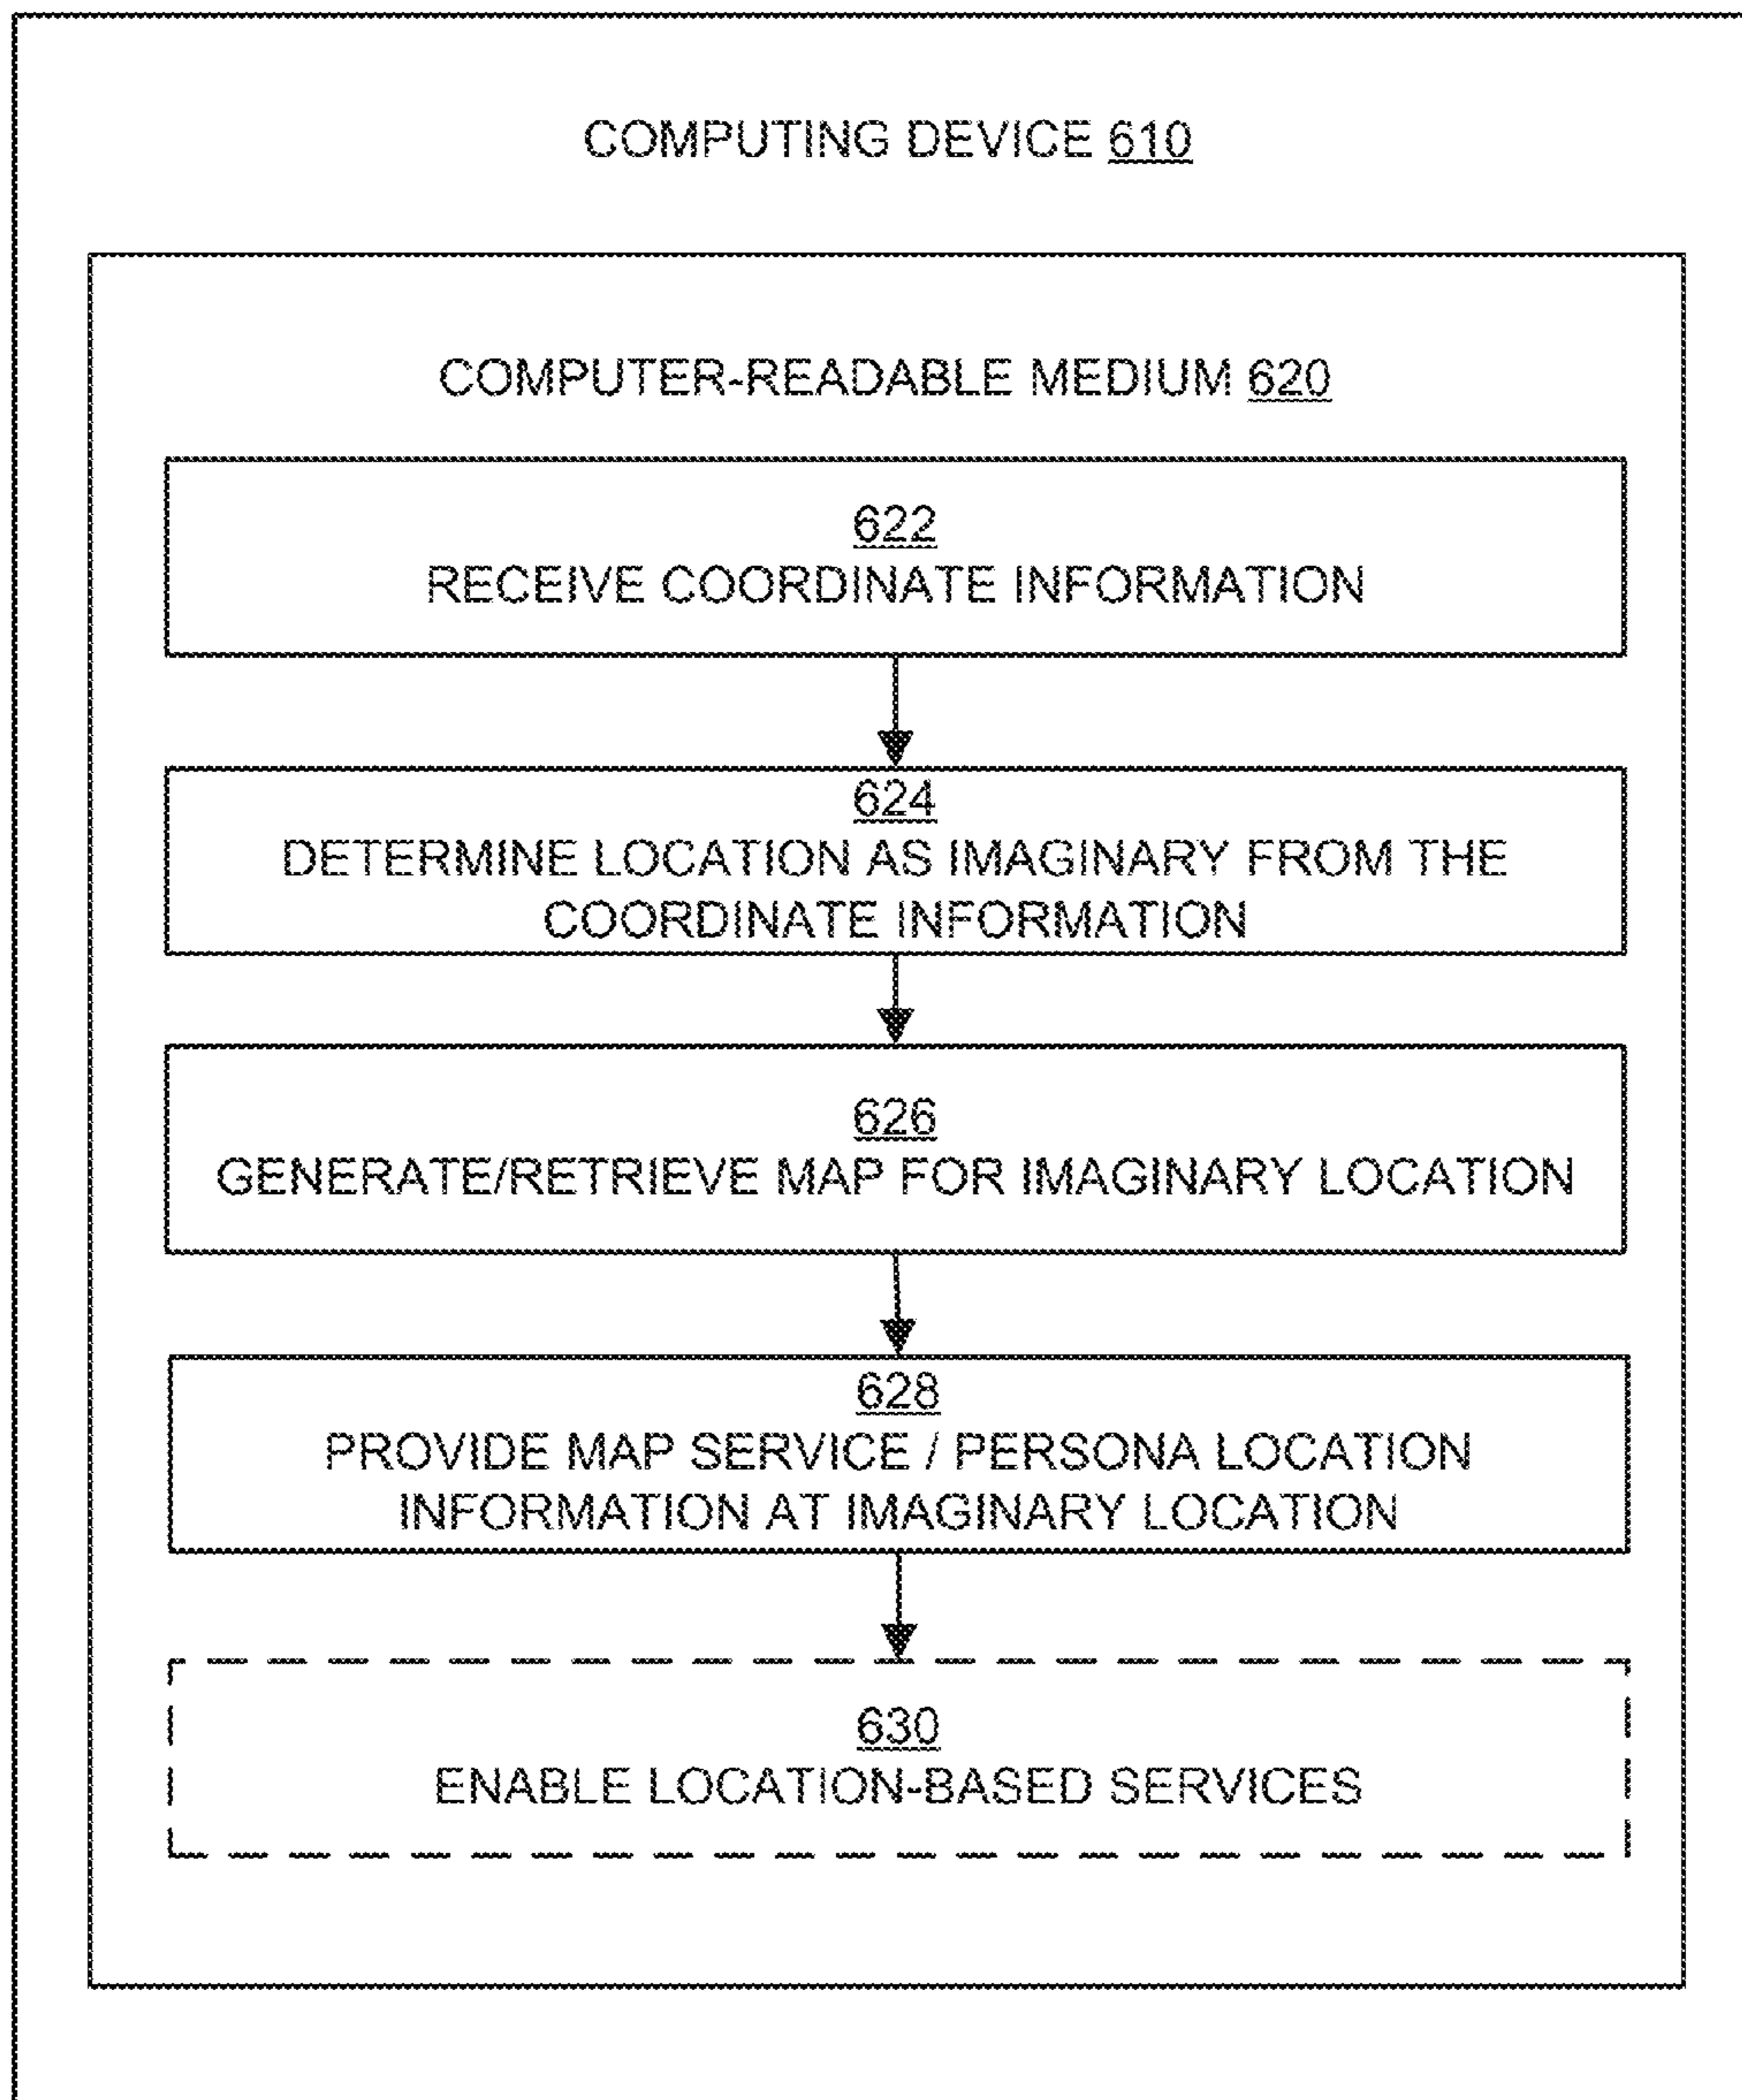 COMPUTING DEVICE 610
COMPUTER-READABLE MEDIUM 620
622
RECEIVE COORDINATE INFORMATION
624
DETERMINE LOCATION AS IMAGINARY FROM THE
COORDINATE INFORMATION
626
GENERATE/RETRIEVE MAP FOR IMAGINARY LOCATION
628
PROVIDE MAP SERVICE / PERSONA LOCATION
INFORMATION AT IMAGINARY LOCATION
630
ENABLE LOCATION-BASED SERVICES